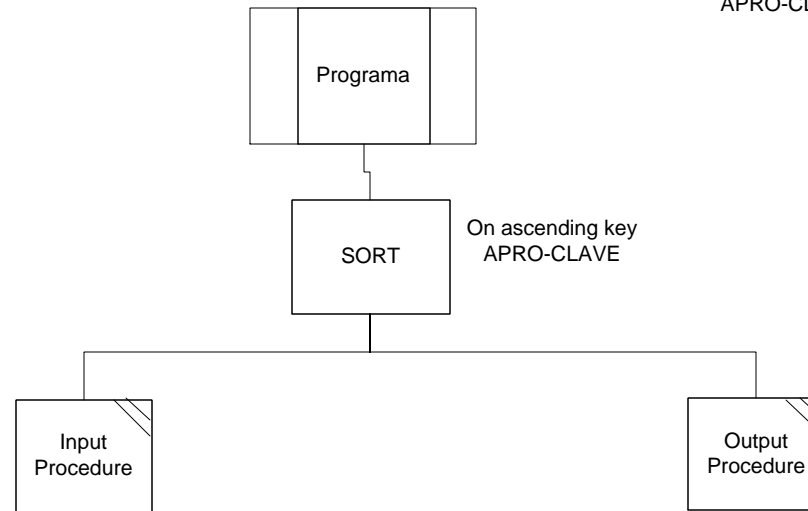 Programa
SORT
On ascending key
APRO-CLAVE
Input
Procedure
Output
Procedure